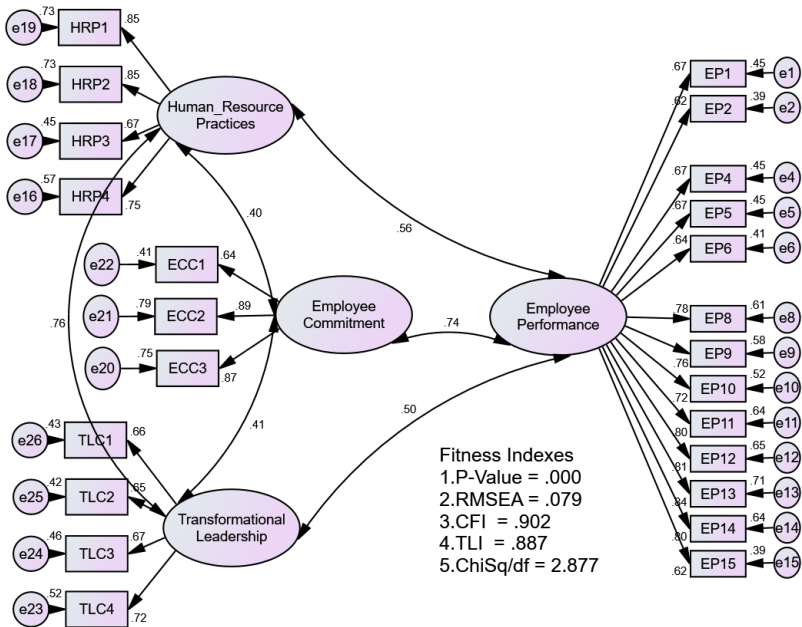 .73
e19
HRP1
.85
.73
e18
HRP2
.85
.45
e17
HRP3
.67
.57
e16
HRP4
.75
Human_Resource
Practices
.40
.56
.76
e22
.41
ECC1
.64
e21
.79
ECC2
.89
e20
.75
ECC3
.87
Employee
Commitment
.74
Employee
Performance
.41
.50
e26
.43
TLC1
.66
e25
.42
TLC2
.65
e24
.46
TLC3
.67
e23
.52
TLC4
.72
Transformational
Leadership
Fitness Indexes
1.P-Value = .000
2.RMSEA = .079
3.CFI = .902
4.TLI = .887
5.ChiSq/df = 2.877
.67
EP1
.45
e1
.62
EP2
.39
e2
.67
EP4
.45
e4
.67
EP5
.45
e5
.64
EP6
.41
e6
.78
EP8
.61
e8
.76
EP9
.58
e9
.72
EP10
.52
e10
.80
EP11
.64
e11
.81
EP12
.65
e12
.84
EP13
.71
e13
.80
EP14
.64
e14
.62
EP15
.39
e15